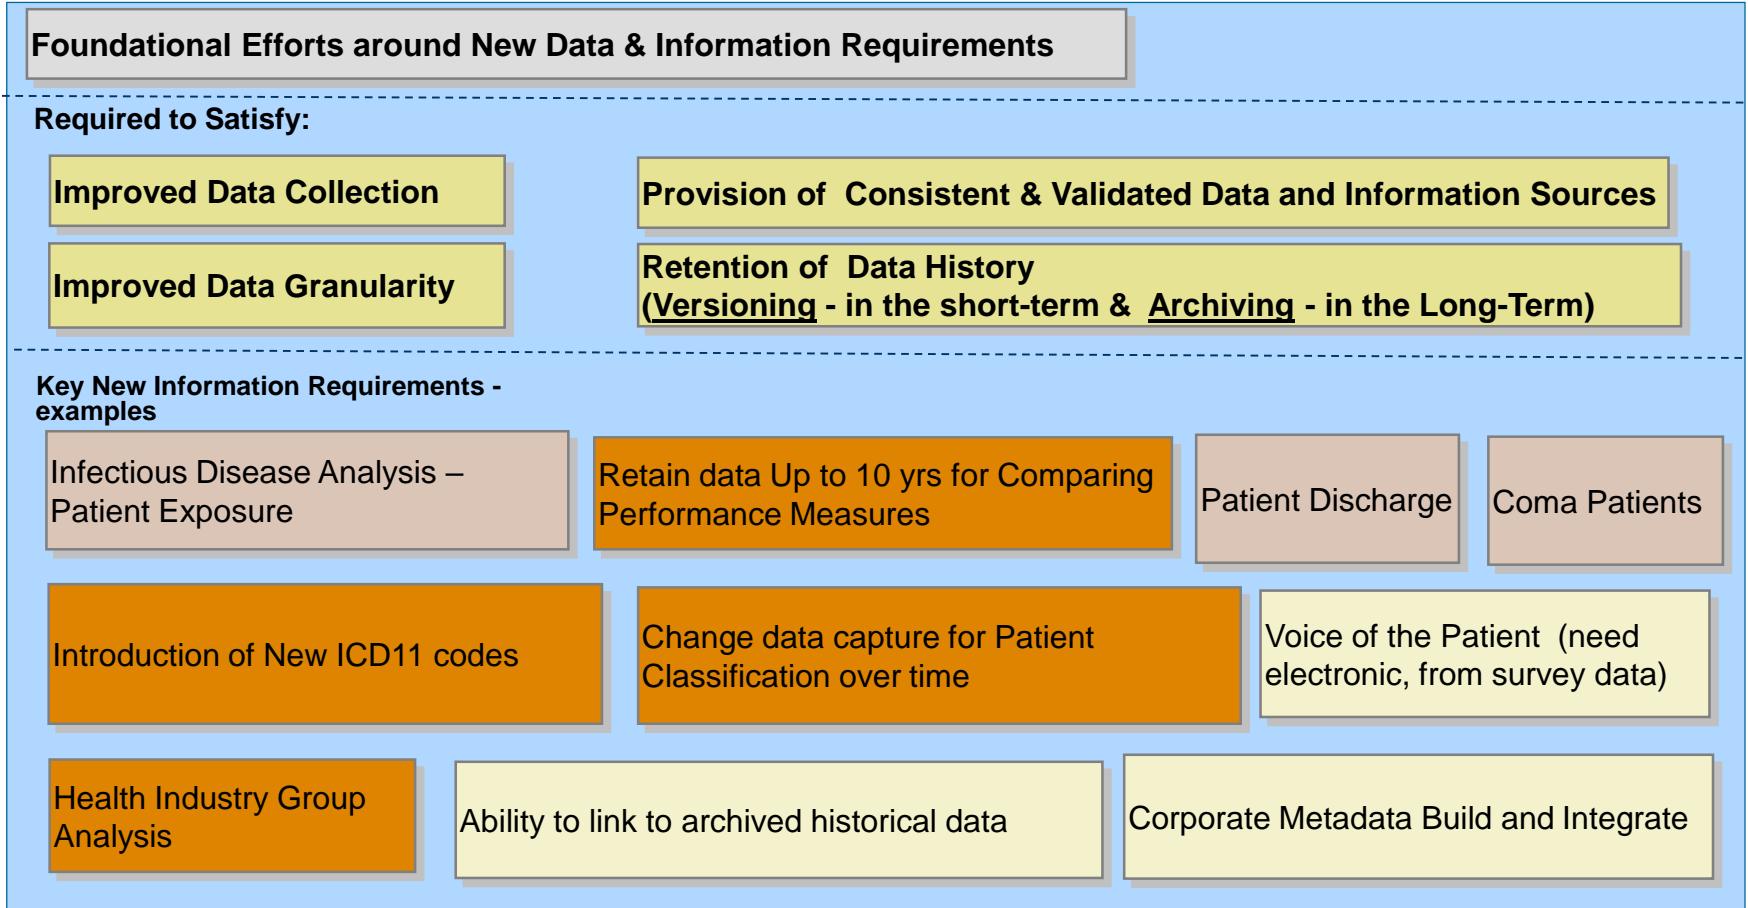 Foundational Efforts around New Data & Information Requirements
Required to Satisfy:
Improved Data Collection
Provision of Consistent & Validated Data and Information Sources
Improved Data Granularity
Retention of Data History
(Versioning - in the short-term & Archiving - in the Long-Term)
Key New Information Requirements -
examples
Infectious Disease Analysis –
Patient Exposure
Retain data Up to 10 yrs for Comparing
Performance Measures
Patient Discharge
Coma Patients
Introduction of New ICD11 codes
Change data capture for Patient
Classification over time
Voice of the Patient (need
electronic, from survey data)
Health Industry Group
Analysis
Ability to link to archived historical data
Corporate Metadata Build and Integrate